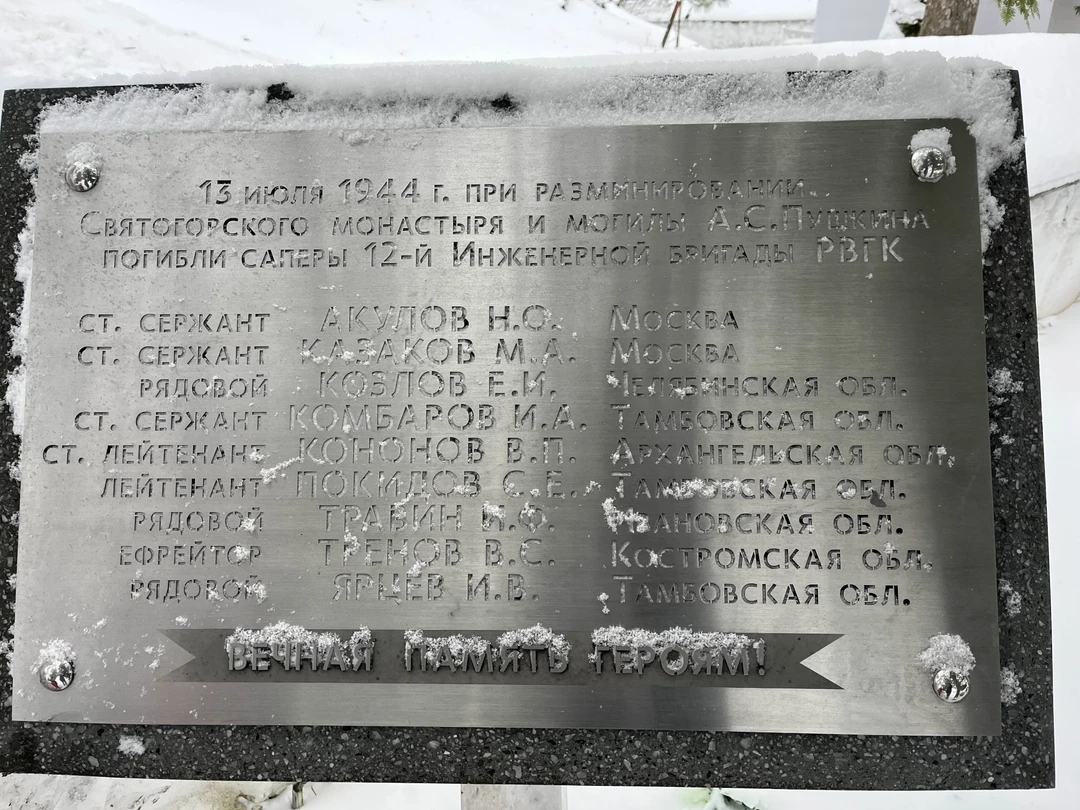 13 июля 1944 г. при разминировании
Святогорского монастыря и могилы А.С.Пушкина
погибли саперы 12-й Инженерной бригады РВГК
ст. сержант АКУЛОВ Н.О. Москва
ст. сержант КАЗАКОВ М.А. Москва
рядовой КОЗЛОВ Е.И. Челябинская обл.
ст. сержант КОМБАРОВ И.А. Тамбовская обл.
ст. лейтенант КОНОНОВ В.П. Архангельская обл.
лейтенант ПОКИДОВ С.Е. Тамбовская обл.
рядовой ТРАВИН И.Ф. Ивановская обл.
ефрейтор ТРЕНОВ В.С. Костромская обл.
рядовой ЯРЦЕВ И.В. Тамбовская обл.
ВЕЧНАЯ ПАМЯТЬ ГЕРОЯМ!